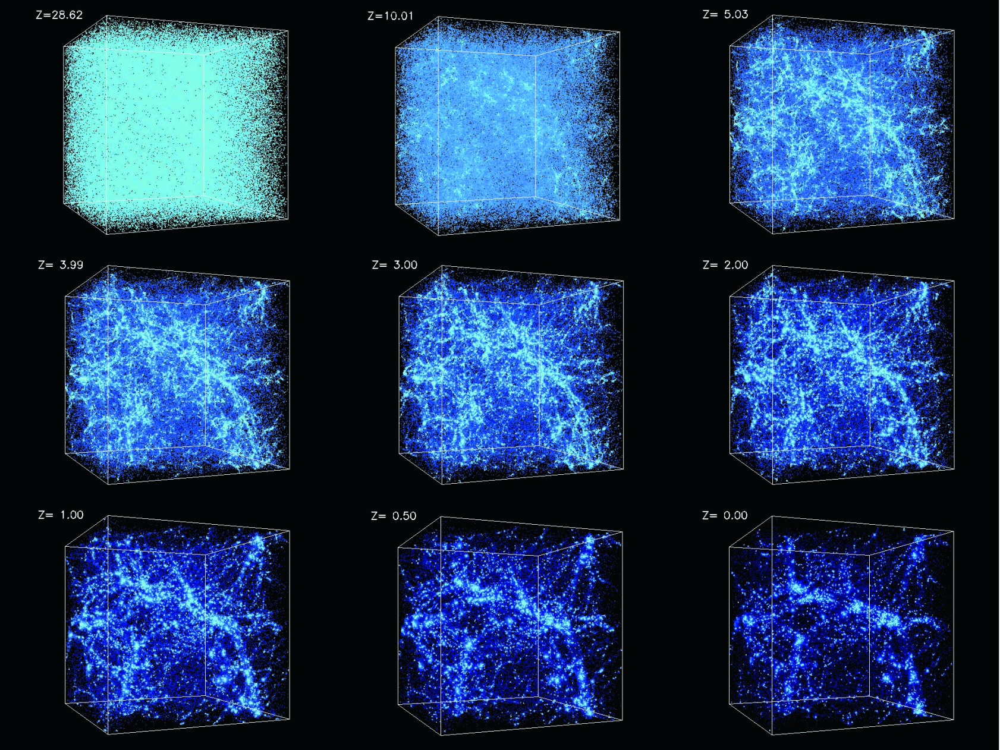 Z=28.62
Z=10.01
Z= 5.03
Z= 3.99
Z= 3.00
Z= 2.00
Z= 1.00
Z= 0.50
Z= 0.00